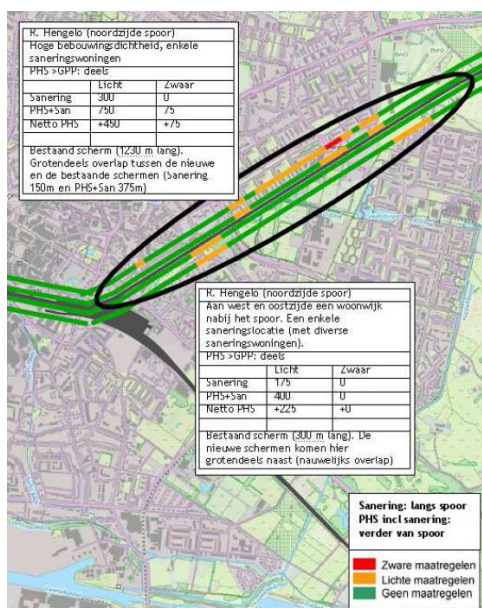 R. Hengelo (noordzijde spoor)
Hoge bebouwingsdichtheid, enkele
saneringswoningen
PHS >GPP: deels
Licht Zwaar
Sanering 300 0
PHS+San 750 75
Netto PHS +450 +75
Bestaand scherm (1230 m lang).
Grotendeels overlap tussen de nieuwe
en de bestaande schermen (Sanering
150m en PHS+San 375m)
R. Hengelo (noordzijde spoor)
Aan west en oostzijde een woonwijk
nabij het spoor. Een enkele
saneringslocatie (met diverse
saneringswoningen).
PHS >GPP: deels
Licht Zwaar
Sanering 175 0
PHS+San 400 0
Netto PHS +225 +0
Bestaand scherm (300 m lang). De
nieuwe schermen komen hier
grotendeels naast (nauwelijks overlap)
Sanering: langs spoor
PHS incl sanering:
verder van spoor
Zware maatregelen
Lichte maatregelen
Geen maatregelen